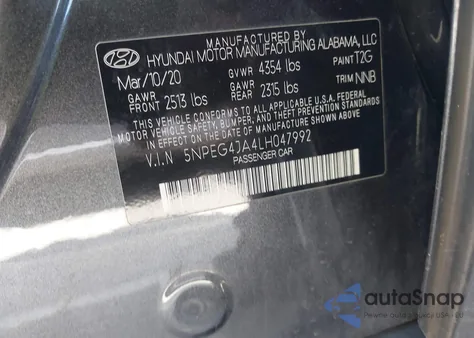 MANUFACTURED BY
HYUNDAI MOTOR MANUFACTURING ALABAMA, LLC
Mar/10/20 GVWR 4354 lbs PAINT T2G
GAWR FRONT 2513 lbs GAWR REAR 2315 lbs TRIM NNB
THIS VEHICLE CONFORMS TO ALL APPLICABLE FEDERAL
MOTOR VEHICLE SAFETY, BUMPER, AND THEFT PREVENTION
STANDARDS IN EFFECT ON THE DATE OF MANUFACTURE
V.I.N 5NPEG4JA4LH047992
PASSENGER CAR
autoSnap